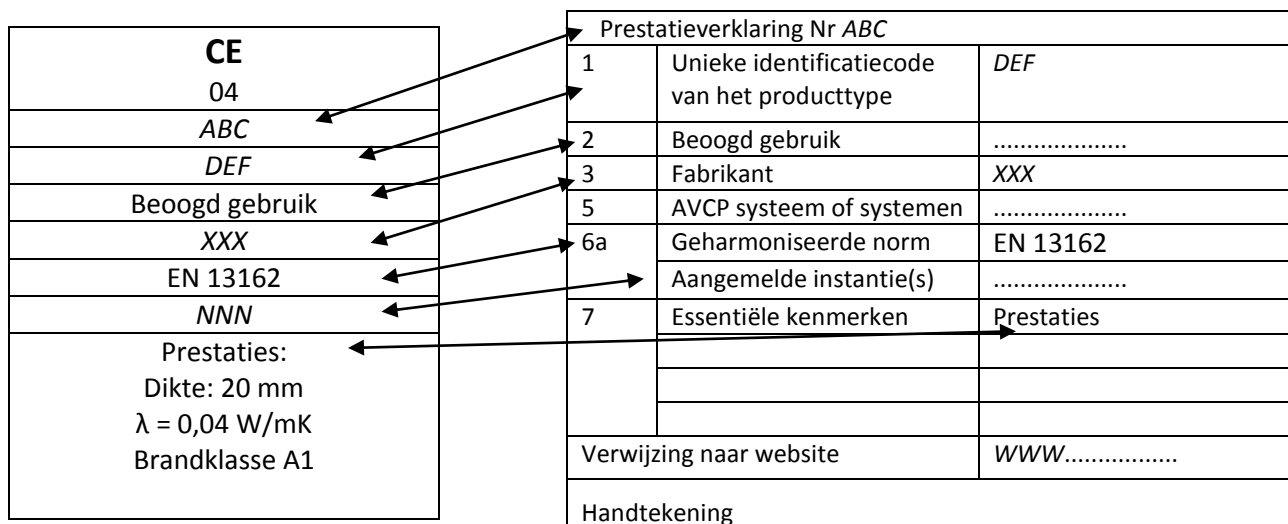 CE
04
ABC
DEF
Beoogd gebruik
XXX
EN 13162
NNN
Prestaties:
Dikte: 20 mm
λ = 0,04 W/mK
Brandklasse A1
Prestatieverklaring Nr ABC
1 Unieke identificatiecode DEF
van het producttype
2 Beoogd gebruik ....................
3 Fabrikant XXX
5 AVCP systeem of systemen ....................
6a Geharmoniseerde norm EN 13162
Aangemelde instantie(s) ....................
7 Essentiële kenmerken Prestaties
Verwijzing naar website WWW.................
Handtekening